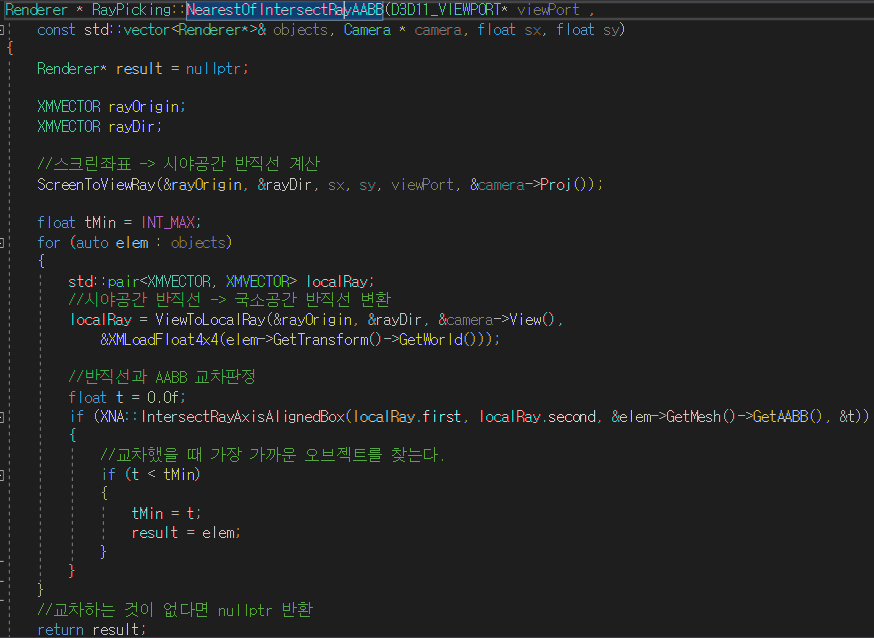 Renderer * RayPicking::NearestOfIntersectRayAABB(D3D11_VIEWPORT* viewPort ,
const std::vector<Renderer*>& objects, Camera * camera, float sx, float sy)
{
Renderer* result = nullptr;
XMVECTOR rayOrigin;
XMVECTOR rayDir;
//스크린좌표 -> 시야공간 반직선 계산
ScreenToViewRay(&rayOrigin, &rayDir, sx, sy, viewPort, &camera->Proj());
float tMin = INT_MAX;
for (auto elem : objects)
{
std::pair<XMVECTOR, XMVECTOR> localRay;
//시야공간 반직선 -> 국소공간 반직선 변환
localRay = ViewToLocalRay(&rayOrigin, &rayDir, &camera->View(),
&XMLoadFloat4x4(elem->GetTransform()->GetWorld()));
//반직선과 AABB 교차판정
float t = 0.0f;
if (XNA::IntersectRayAxisAlignedBox(localRay.first, localRay.second, &elem->GetMesh()->GetAABB(), &t))
{
//교차했을 때 가장 가까운 오브젝트를 찾는다.
if (t < tMin)
{
tMin = t;
result = elem;
}
}
}
//교차하는 것이 없다면 nullptr 반환
return result;